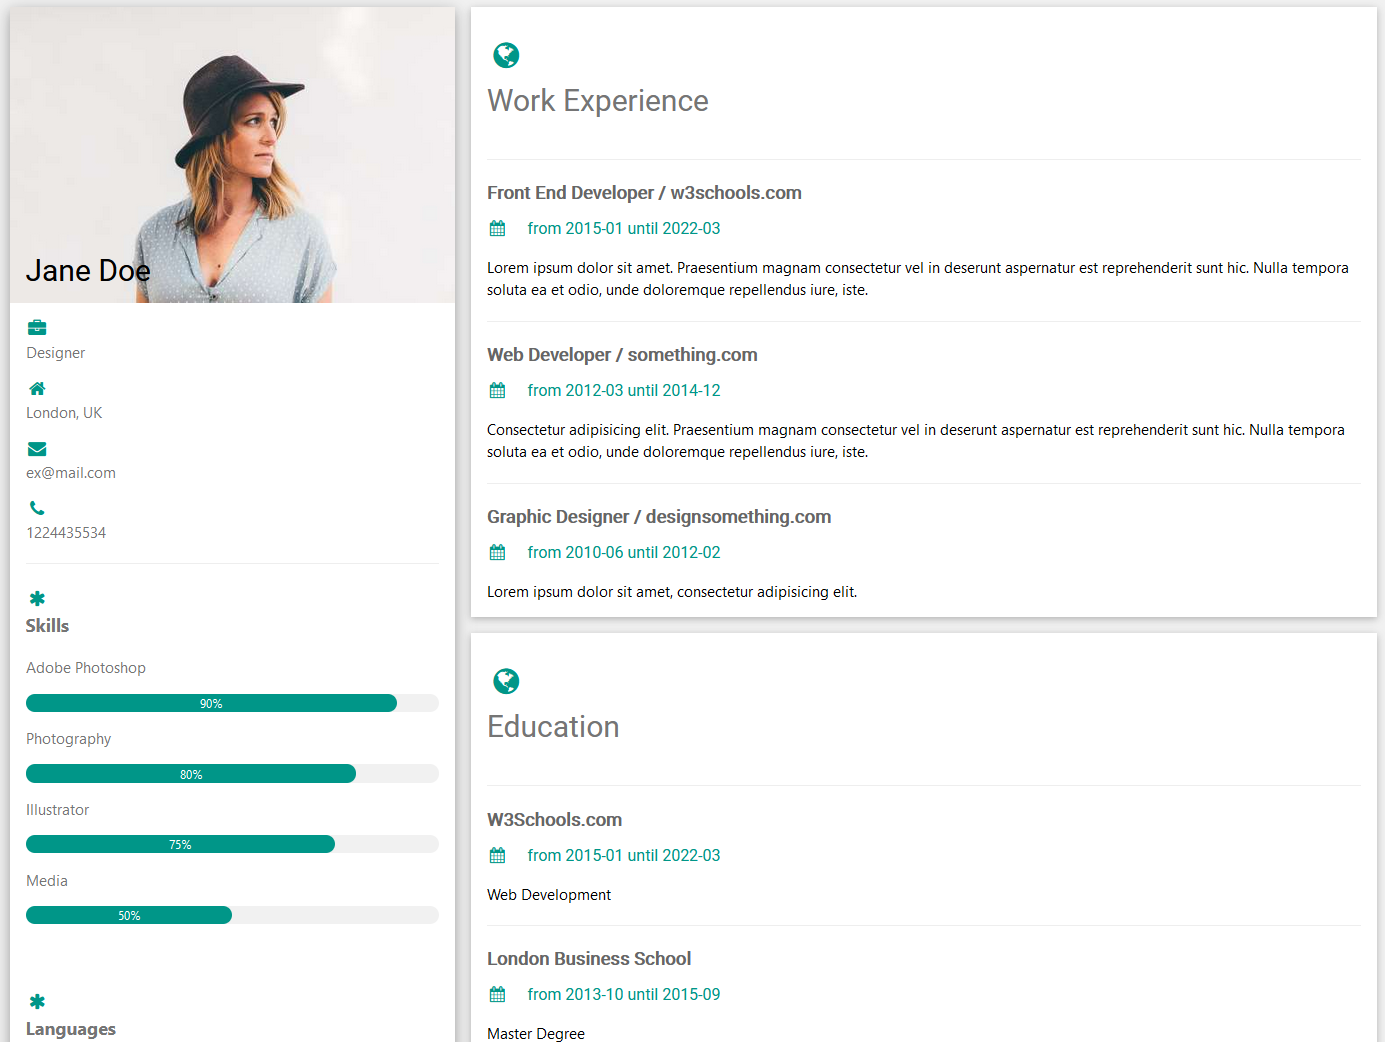 Jane Doe
Designer
London, UK
ex@mail.com
1224435534
Skills
Adobe Photoshop
90%
Photography
80%
Illustrator
75%
Media
50%
Languages
Work Experience
Front End Developer / w3schools.com
from 2015-01 until 2022-03
Lorem ipsum dolor sit amet. Praesentium magnam consectetur vel in deserunt aspernatur est reprehenderit sunt hic. Nulla tempora
soluta ea et odio, unde doloremque repellendus iure, iste.
Web Developer / something.com
from 2012-03 until 2014-12
Consectetur adipisicing elit. Praesentium magnam consectetur vel in deserunt aspernatur est reprehenderit sunt hic. Nulla tempora
soluta ea et odio, unde doloremque repellendus iure, iste.
Graphic Designer / designsomething.com
from 2010-06 until 2012-02
Lorem ipsum dolor sit amet, consectetur adipisicing elit.
Education
W3Schools.com
from 2015-01 until 2022-03
Web Development
London Business School
from 2013-10 until 2015-09
Master Degree